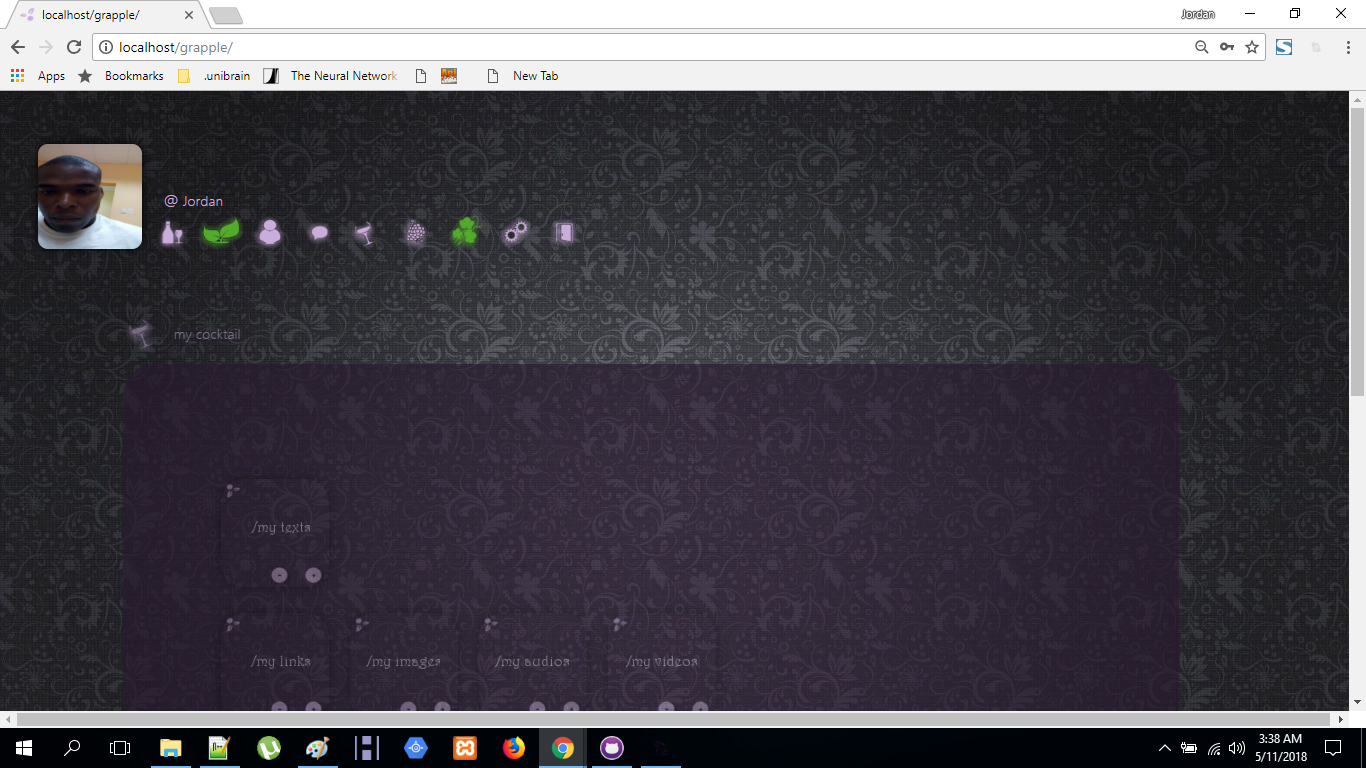 localhost/grapple/
Jordan
localhost/grapple/
Apps Bookmarks .unibrain The Neural Network New Tab
@ Jordan
my cocktail
/my texts
/my links /my images /my audios /my videos
3:38 AM
5/11/2018